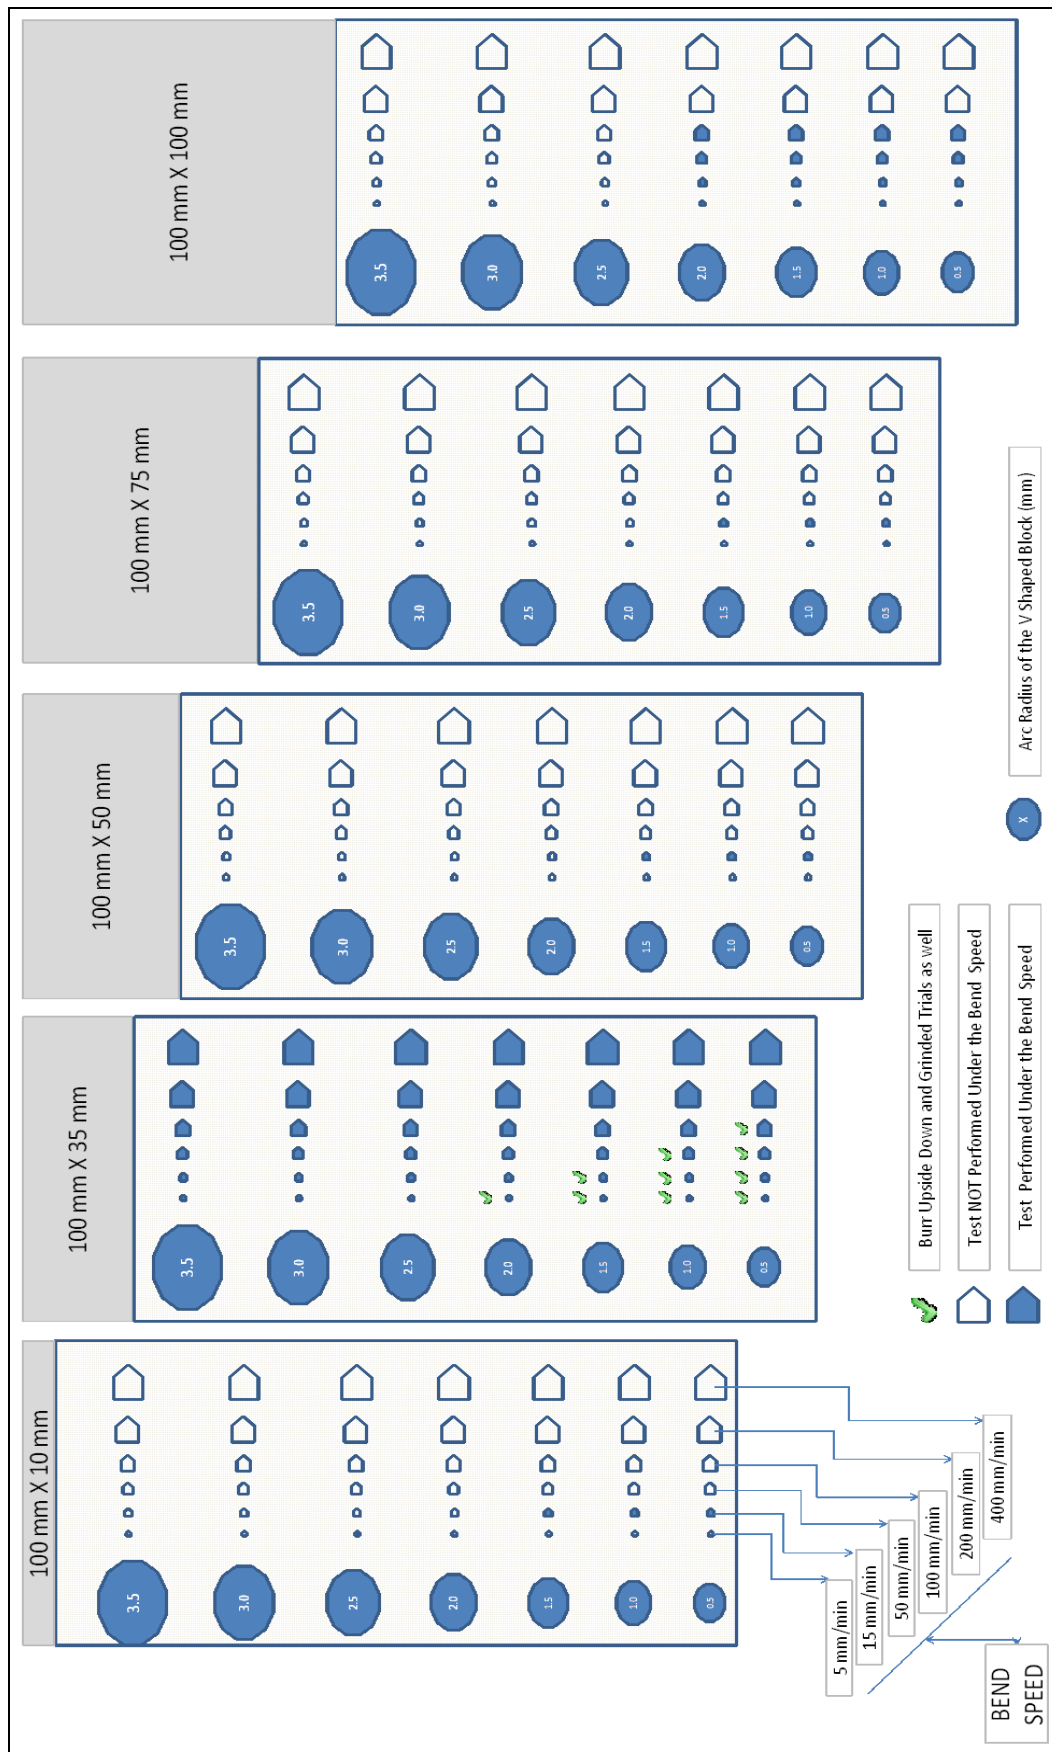 100 mm X 10 mm
3.5
3.0
2.5
2.0
1.5
1.0
0.5
100 mm X 35 mm
3.5
3.0
2.5
2.0
1.5
1.0
0.5
100 mm X 50 mm
3.5
3.0
2.5
2.0
1.5
1.0
0.5
100 mm X 75 mm
3.5
3.0
2.5
2.0
1.5
1.0
0.5
100 mm X 100 mm
3.5
3.0
2.5
2.0
1.5
1.0
0.5
5 mm/min
15 mm/min
50 mm/min
100 mm/min
200 mm/min
400 mm/min
BEND
SPEED
Burr Upside Down and Grinded Trials as well
Test NOT Performed Under the Bend Speed
Test Performed Under the Bend Speed
X
Arc Radius of the V Shaped Block (mm)